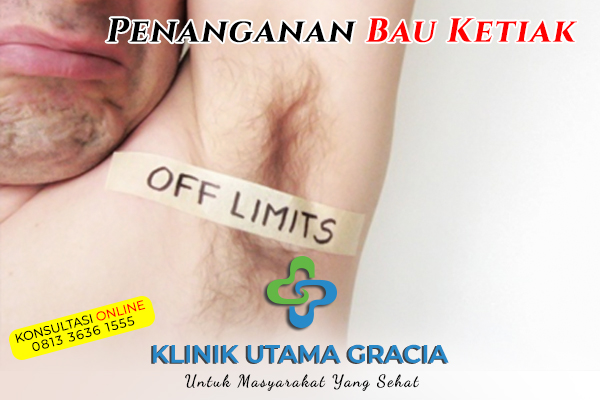 PENANGANAN BAU KETIAK
OFF LIMITS
KONSULTASI ONLINE
0813 3636 1555
KLINIK UTAMA GRACIA
Untuk Masyarakat Yang Sehat